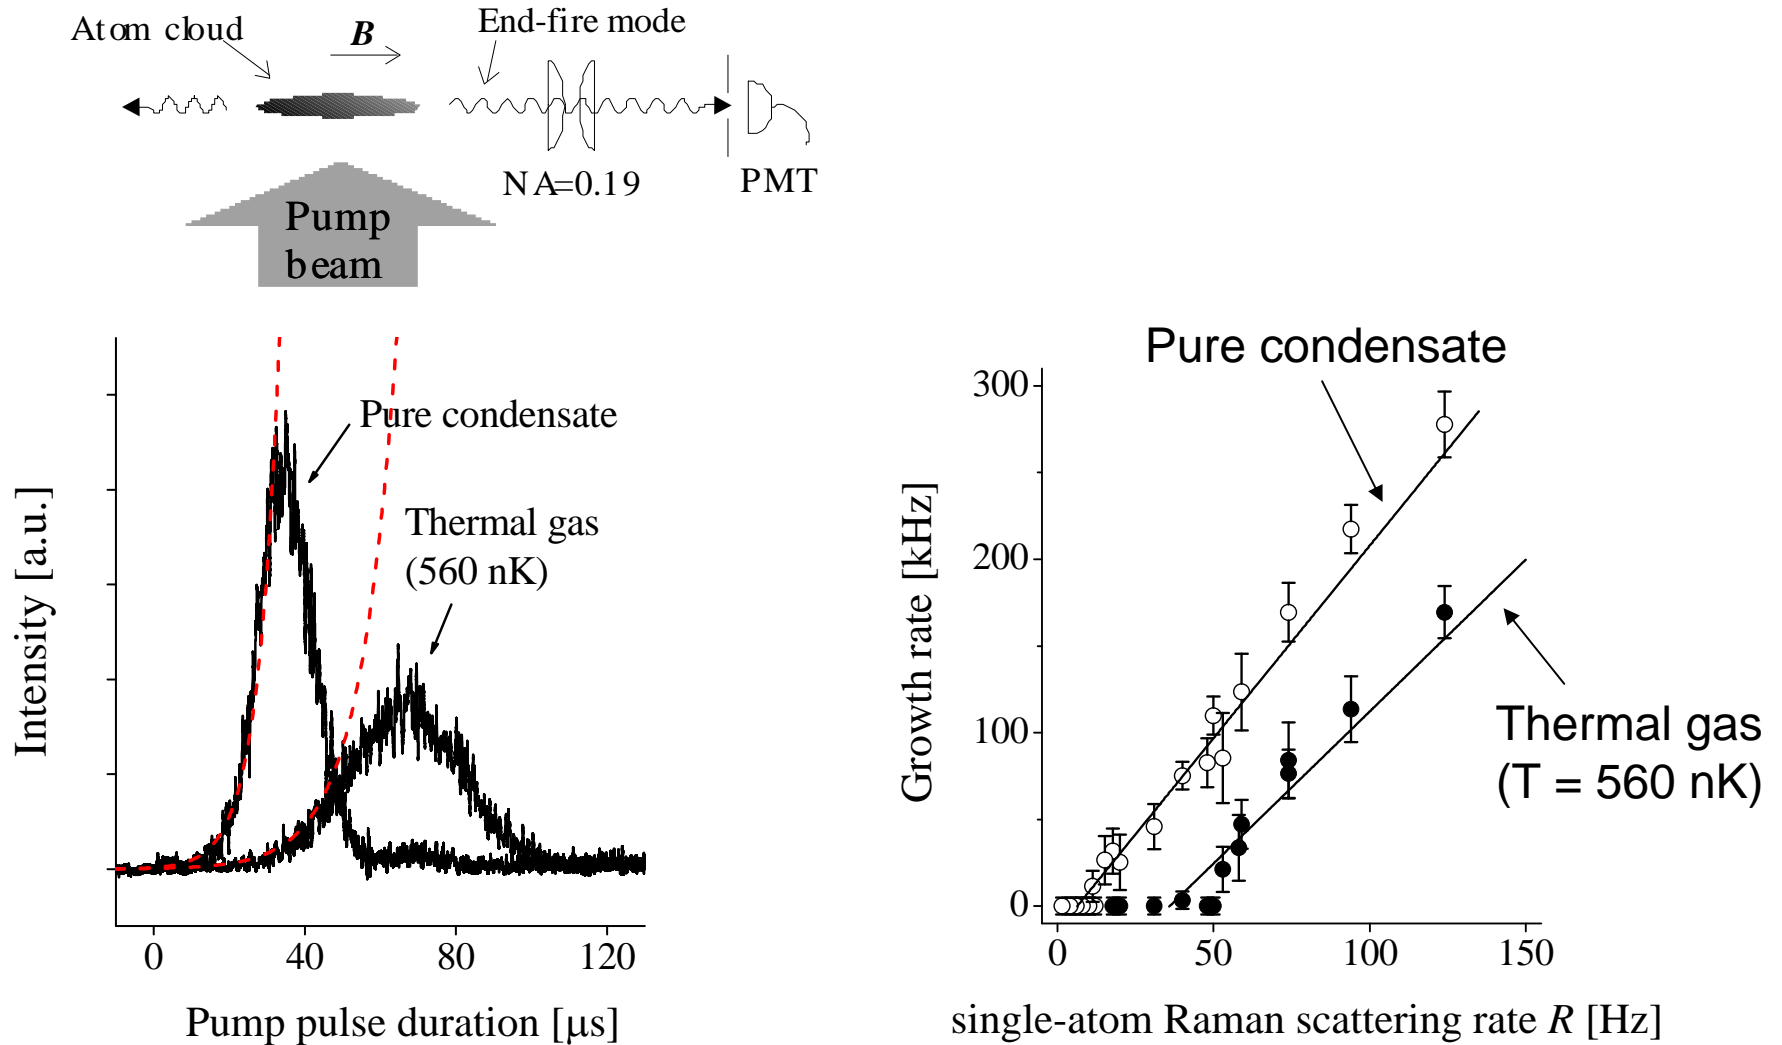 Atom cloud
B
End-fire mode
NA=0.19
PMT
Pump
beam
Pure condensate
Thermal gas
(560 nK)
Intensity [a.u.]
0
40
80
120
Pump pulse duration [μs]
Pure condensate
300
200
100
0
Growth rate [kHz]
Thermal gas
(T = 560 nK)
0
50
100
150
single-atom Raman scattering rate R [Hz]